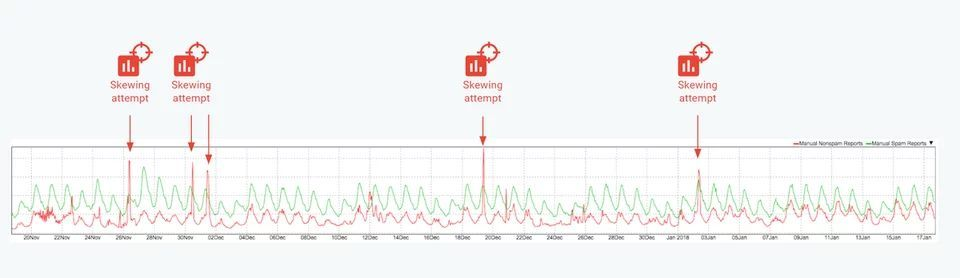 Skewing
attempt
Skewing
attempt
Skewing
attempt
Skewing
attempt
Manual Nonspam Reports Manual Spam Reports ▼
20Nov 22Nov 24Nov 26Nov 28Nov 30Nov 02Dec 04Dec 06Dec 08Dec 10Dec 12Dec 14Dec 16Dec 18Dec 20Dec 22Dec 24Dec 26Dec 28Dec 30Dec Jan 2018 03Jan 05Jan 07Jan 09Jan 11Jan 13Jan 15Jan 17Jan